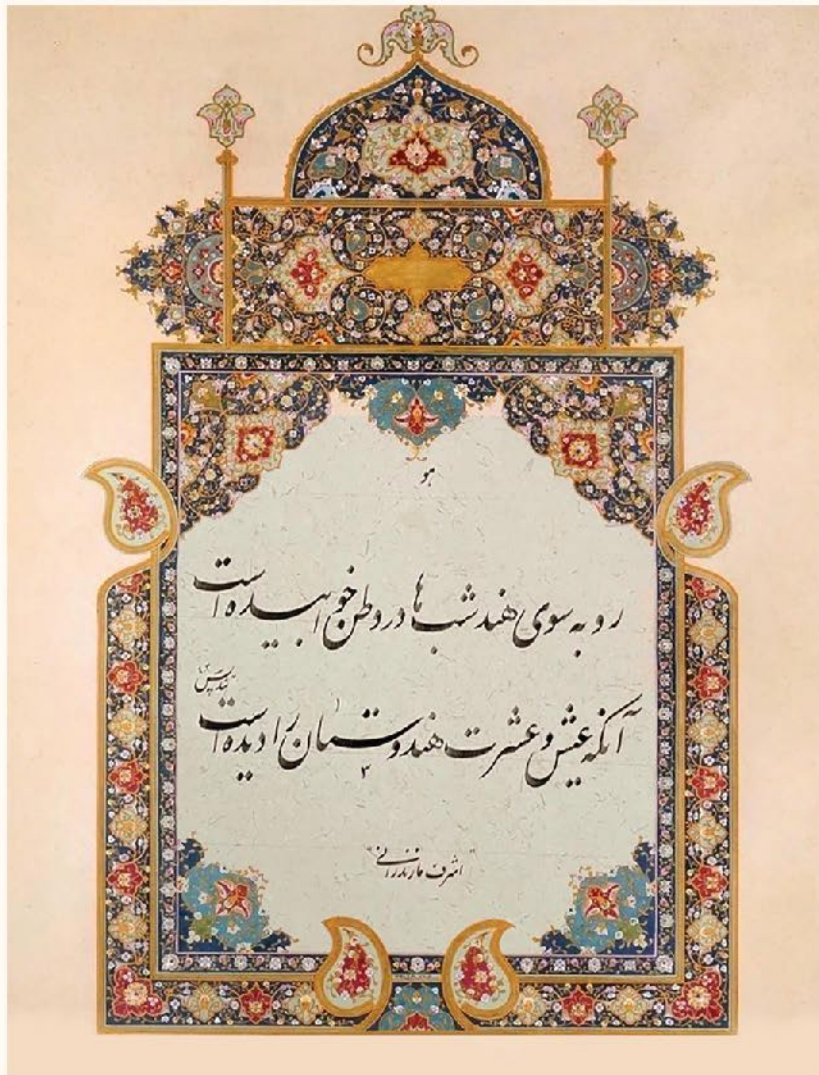 هو
رو به سوی هند شب‌ها در وطن خوابیده است
آنکه عیش و عشرت هندوستان را دیده است
"اشرف مازندرانی"